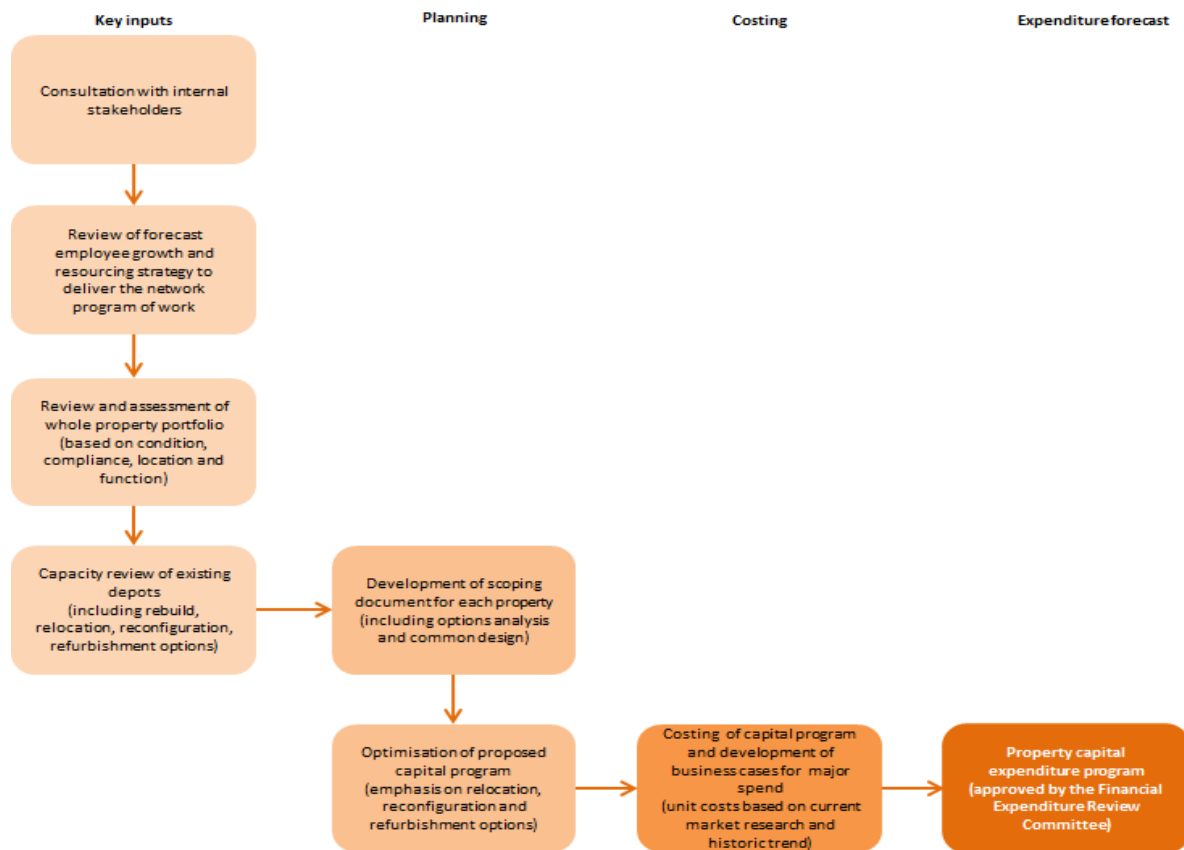 Key inputs
Planning
Costing
Expenditure forecast
Consultation with internal
stakeholders
Review of forecast
employee growth and
resourcing strategy to
deliver the network
program of work
Review and assessment of
whole property portfolio
(based on condition,
compliance, location and
function)
Capacity review of existing
depots
(including rebuild,
relocation, reconfiguration,
refurbishment options)
Development of scoping
document for each property
(including options analysis
and common design)
Optimisation of proposed
capital program
(emphasis on relocation,
reconfiguration and
refurbishment options)
Costing of capital program
and development of
business cases for major
spend
(unit costs based on current
market research and
historic trend)
Property capital
expenditure program
(approved by the Financial
Expenditure Review
Committee)